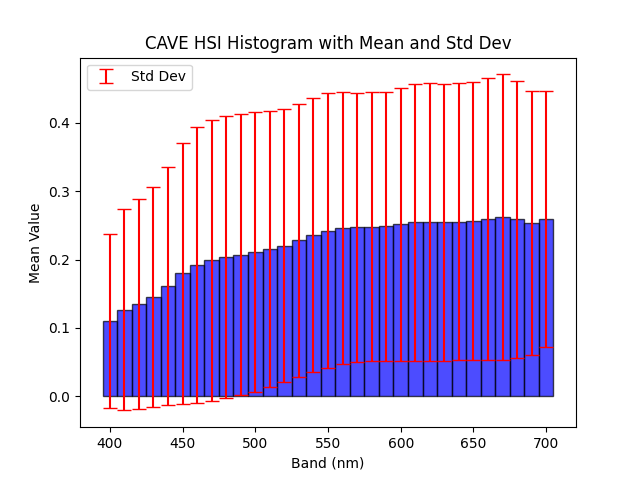 CAVE HSI Histogram with Mean and Std Dev
Std Dev
0.4
0.3
0.2
0.1
0.0
Mean Value
400 450 500 550 600 650 700
Band (nm)